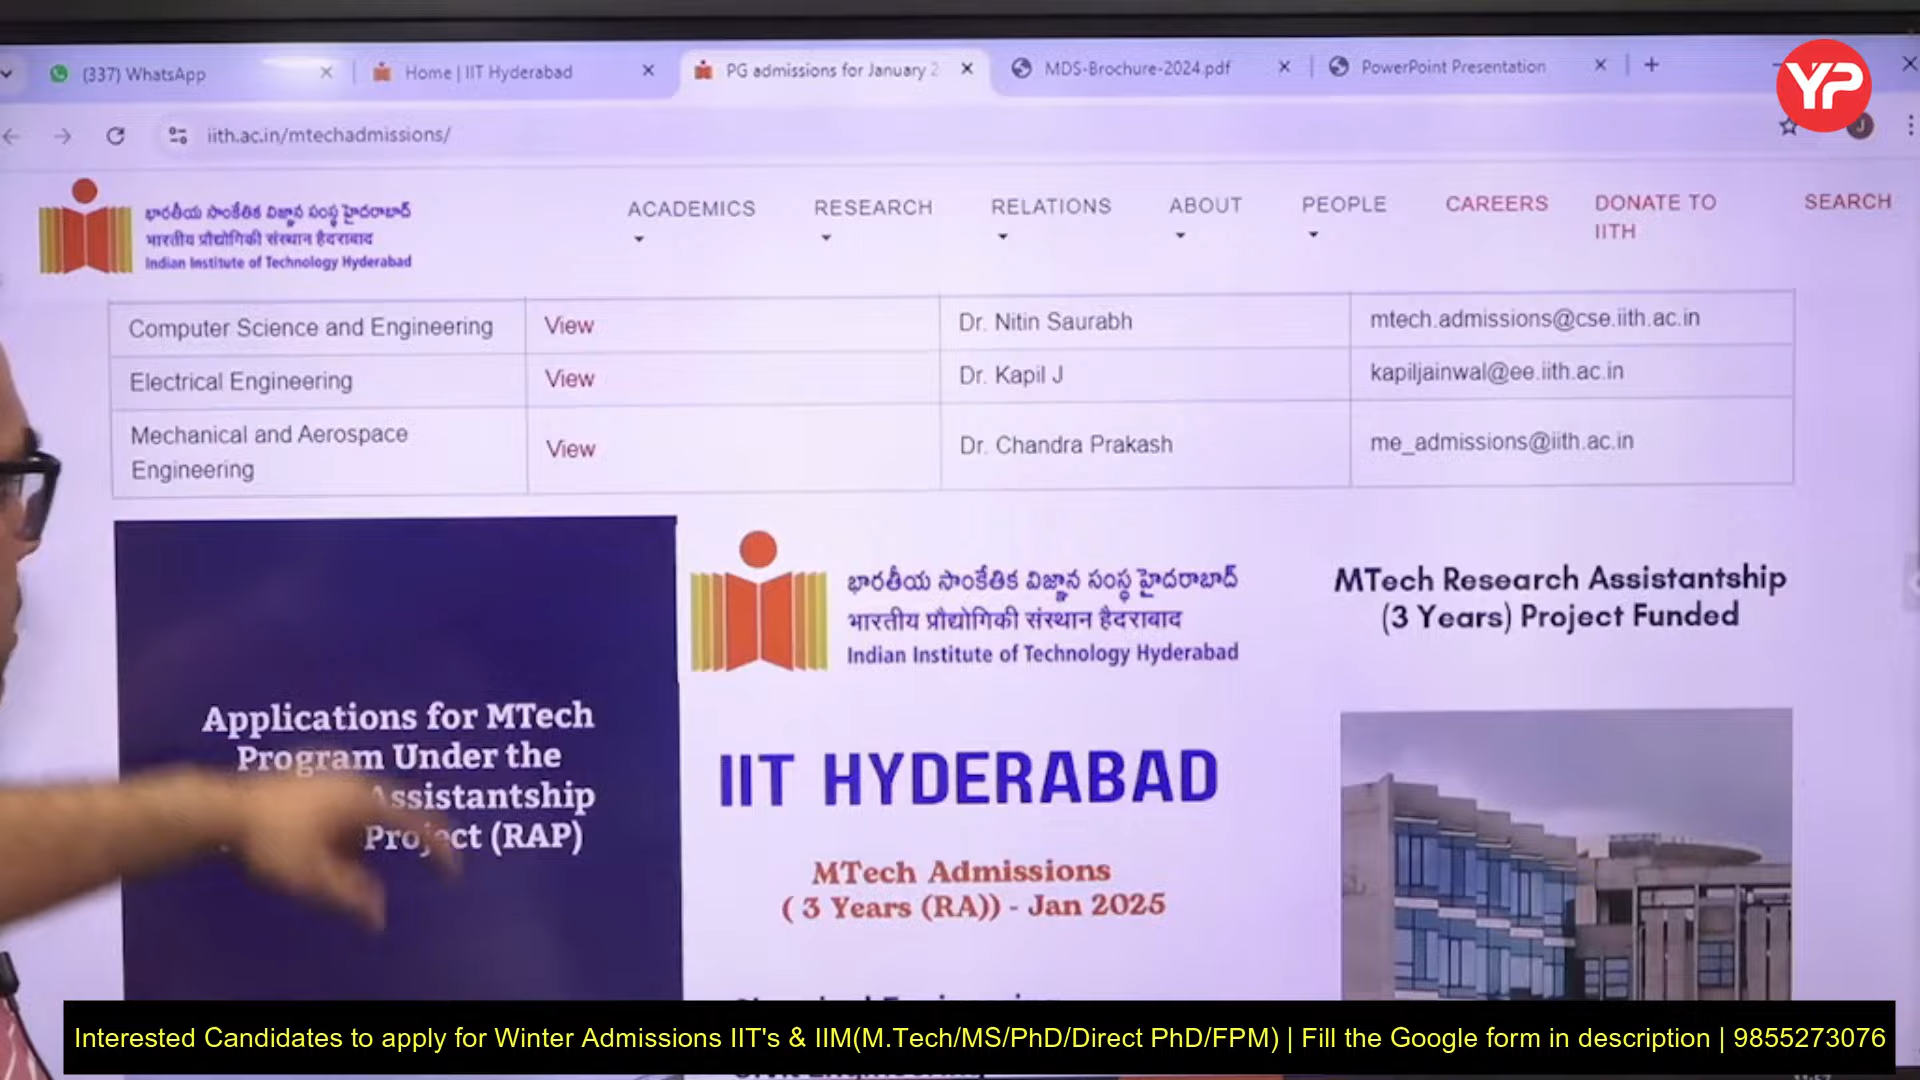 (337) WhatsApp
Home | IIT Hyderabad
PG admissions for January 2
MDS-Brochure-2024.pdf
PowerPoint Presentation
YP
iith.ac.in/mtechadmissions/
J
భారతీయ సాంకేతిక విజ్ఞాన సంస్థ హైదరాబాద్
भारतीय प्रौद्योगिकी संस्थान हैदराबाद
Indian Institute of Technology Hyderabad
ACADEMICS
RESEARCH
RELATIONS
ABOUT
PEOPLE
CAREERS
DONATE TO
IITH
SEARCH
Computer Science and Engineering
View
Dr. Nitin Saurabh
mtech.admissions@cse.iith.ac.in
Electrical Engineering
View
Dr. Kapil J
kapiljainwal@ee.iith.ac.in
Mechanical and Aerospace
Engineering
View
Dr. Chandra Prakash
me_admissions@iith.ac.in
Applications for MTech
Program Under the
Assistantship
Project (RAP)
భారతీయ సాంకేతిక విజ్ఞాన సంస్థ హైదరాబాద్
भारतीय प्रौद्योगिकी संस्थान हैदराबाद
Indian Institute of Technology Hyderabad
IIT HYDERABAD
MTech Admissions
( 3 Years (RA)) - Jan 2025
MTech Research Assistantship
(3 Years) Project Funded
Interested Candidates to apply for Winter Admissions IIT's & IIM(M.Tech/MS/PhD/Direct PhD/FPM) | Fill the Google form in description | 9855273076